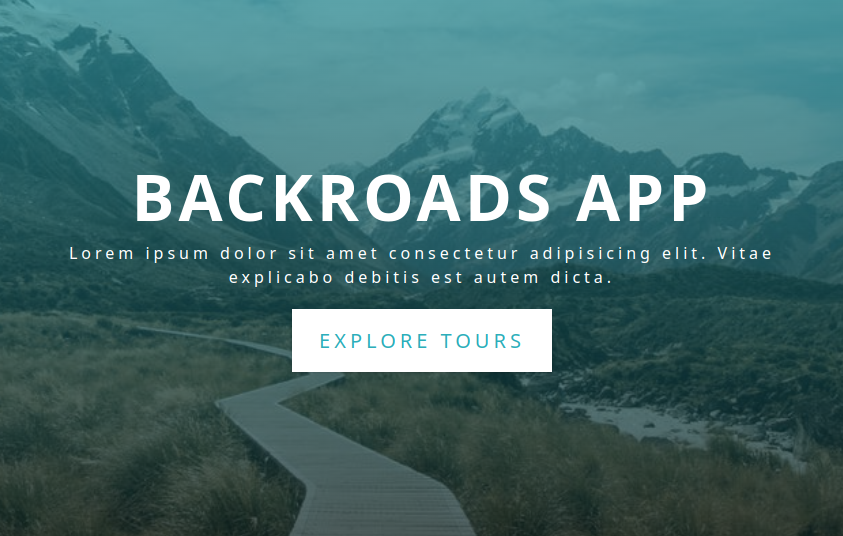 BACKROADS APP
Lorem ipsum dolor sit amet consectetur adipisicing elit. Vitae
explicabo debitis est autem dicta.
EXPLORE TOURS